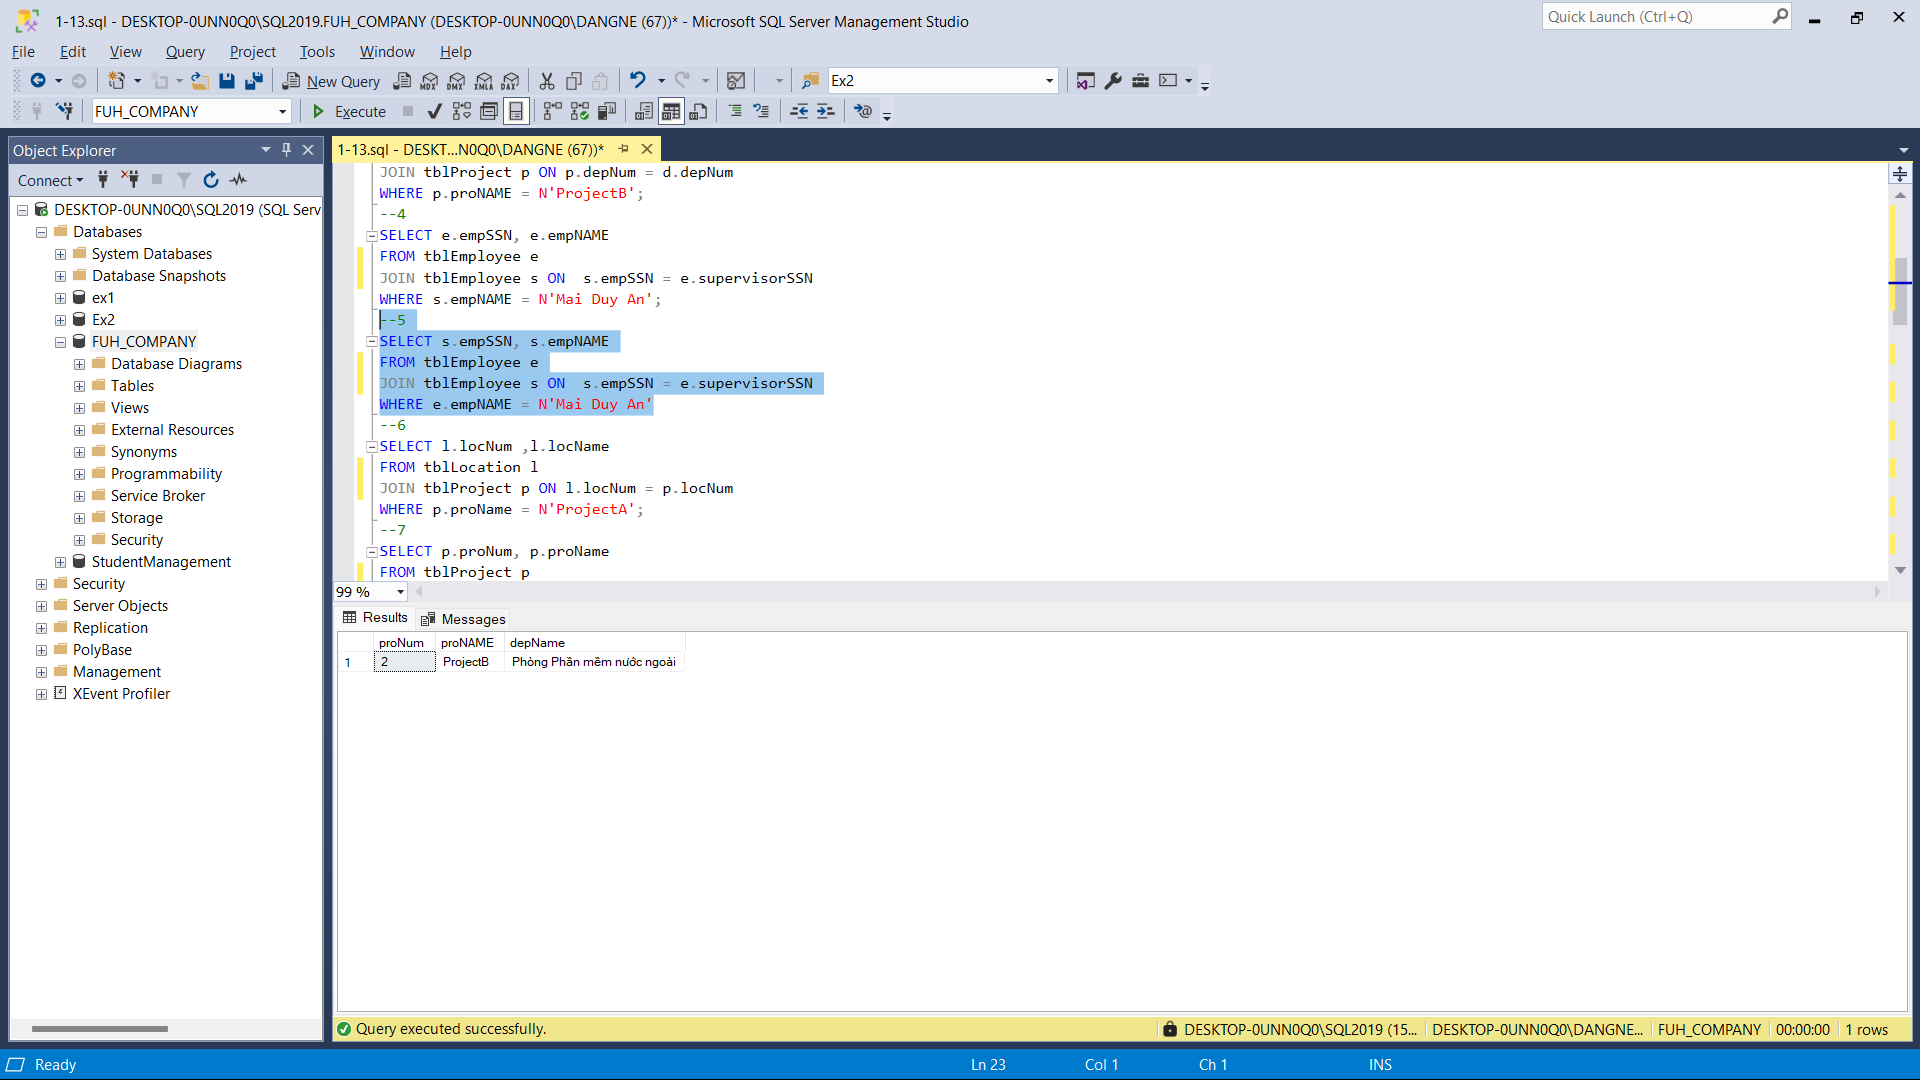 1-13.sql - DESKTOP-0UNN0Q0\SQL2019.FUH_COMPANY (DESKTOP-0UNN0Q0\DANGNE (67))* - Microsoft SQL Server Management Studio
Quick Launch (Ctrl+Q)
File Edit View Query Project Tools Window Help
New Query MDX DMX XMLA DAX Ex2
FUH_COMPANY Execute
Object Explorer
Connect
DESKTOP-0UNN0Q0\SQL2019 (SQL Serv
Databases
System Databases
Database Snapshots
ex1
Ex2
FUH_COMPANY
Database Diagrams
Tables
Views
External Resources
Synonyms
Programmability
Service Broker
Storage
Security
StudentManagement
Security
Server Objects
Replication
PolyBase
Management
XEvent Profiler
1-13.sql - DESKT...N0Q0\DANGNE (67))*
JOIN tblProject p ON p.depNum = d.depNum
WHERE p.proNAME = N'ProjectB';
--4
SELECT e.empSSN, e.empNAME
FROM tblEmployee e
JOIN tblEmployee s ON  s.empSSN = e.supervisorSSN
WHERE s.empNAME = N'Mai Duy An';
--5
SELECT s.empSSN, s.empNAME
FROM tblEmployee e
JOIN tblEmployee s ON  s.empSSN = e.supervisorSSN
WHERE e.empNAME = N'Mai Duy An'
--6
SELECT l.locNum ,l.locName
FROM tblLocation l
JOIN tblProject p ON l.locNum = p.locNum
WHERE p.proName = N'ProjectA';
--7
SELECT p.proNum, p.proName
FROM tblProject p
99 %
Results Messages
proNum proNAME depName
1 2 ProjectB Phòng Phần mềm nước ngoài
Query executed successfully. DESKTOP-0UNN0Q0\SQL2019 (15... DESKTOP-0UNN0Q0\DANGNE... FUH_COMPANY 00:00:00 1 rows
Ready Ln 23 Col 1 Ch 1 INS